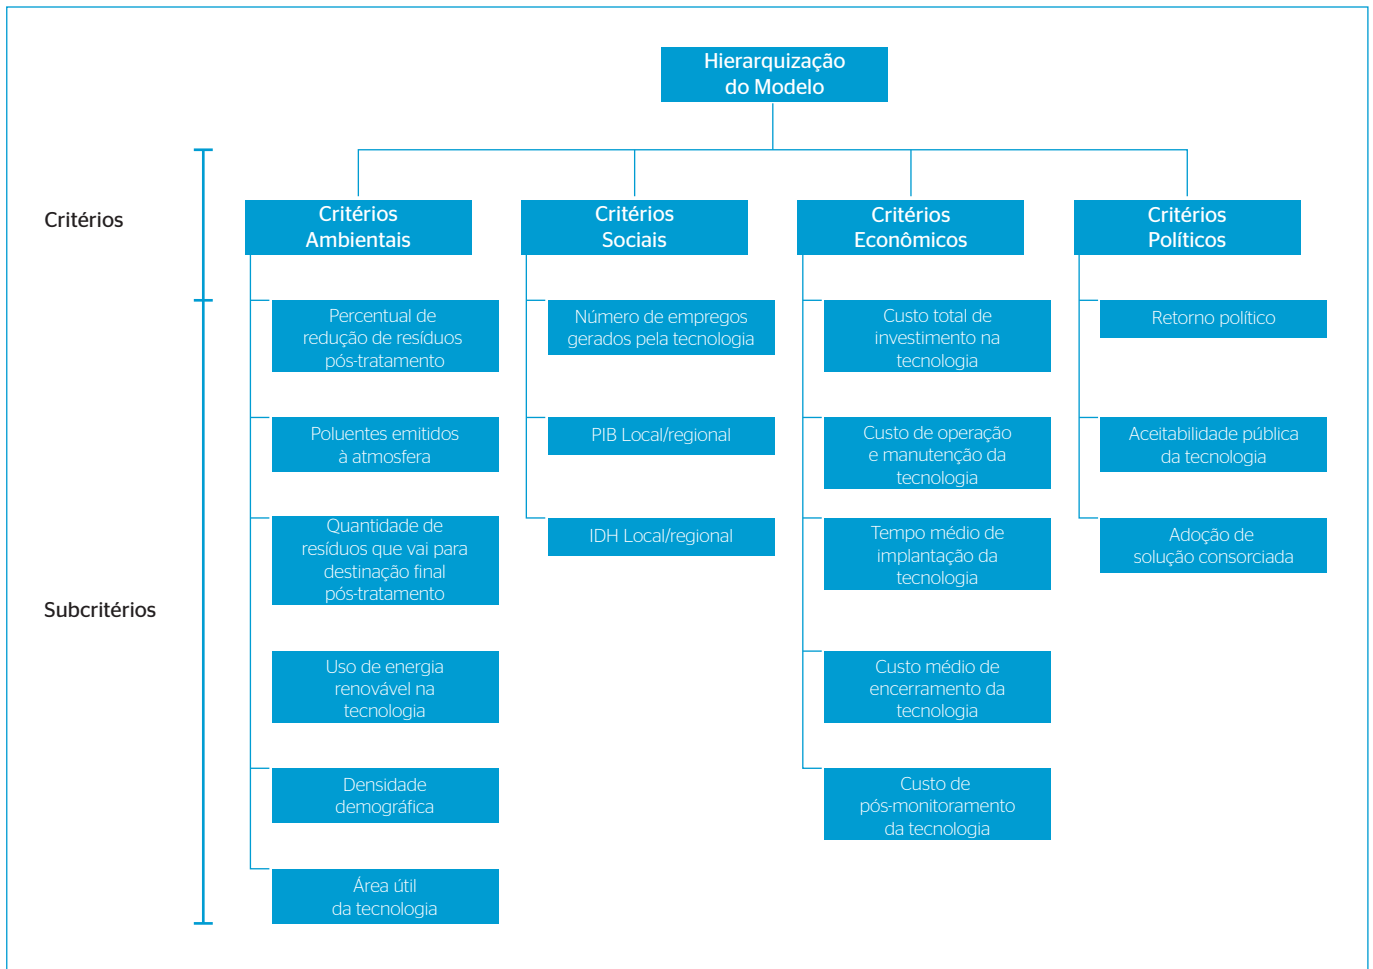 Hierarquização
do Modelo
Critérios
Critérios
Ambientais
Critérios
Sociais
Critérios
Econômicos
Critérios
Políticos
Subcritérios
Percentual de
redução de resíduos
pós-tratamento
Poluentes emitidos
à atmosfera
Quantidade de
resíduos que vai para
destinação final
pós-tratamento
Uso de energia
renovável na
tecnologia
Densidade
demográfica
Área útil
da tecnologia
Número de empregos
gerados pela tecnologia
PIB Local/regional
IDH Local/regional
Custo total de
investimento na
tecnologia
Custo de operação
e manutenção da
tecnologia
Tempo médio de
implantação da
tecnologia
Custo médio de
encerramento da
tecnologia
Custo de
pós-monitoramento
da tecnologia
Retorno político
Aceitabilidade pública
da tecnologia
Adoção de
solução consorciada